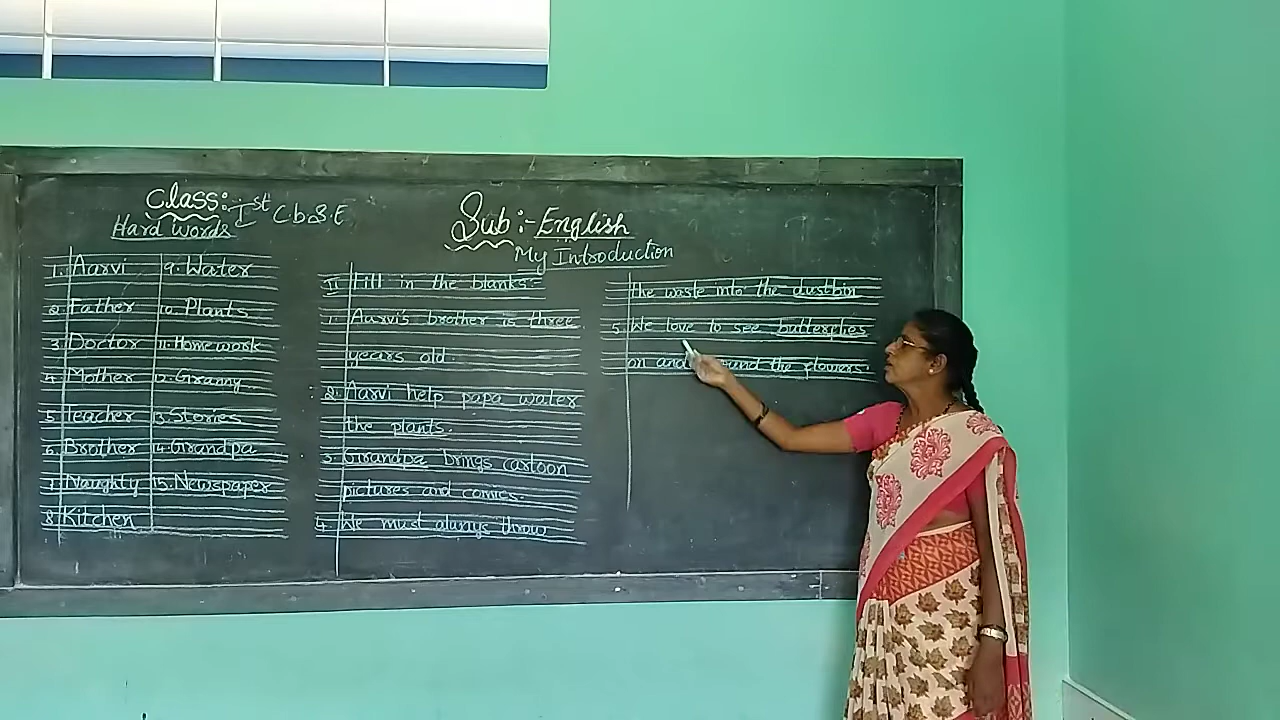 Class: Ist C.b.S.E
Hard Words
1. Aarvi
2. Father
3. Doctor
4. Mother
5. Teacher
6. Brother
7. Naughty
8. Kitchen
9. Water
10. Plants
11. Homework
12. Granny
13. Stories
14. Grandpa
15. Newspaper
Sub:- English
My Introduction
II Fill in the blanks:-
1. Aarvi's brother is three
years old.
2. Aarvi help papa water
the plants.
3. Grandpa brings cartoon
pictures and comics.
4. We must alwys throw
the waste into the dustbin
5. We love to see butterflies
on and the flowers.